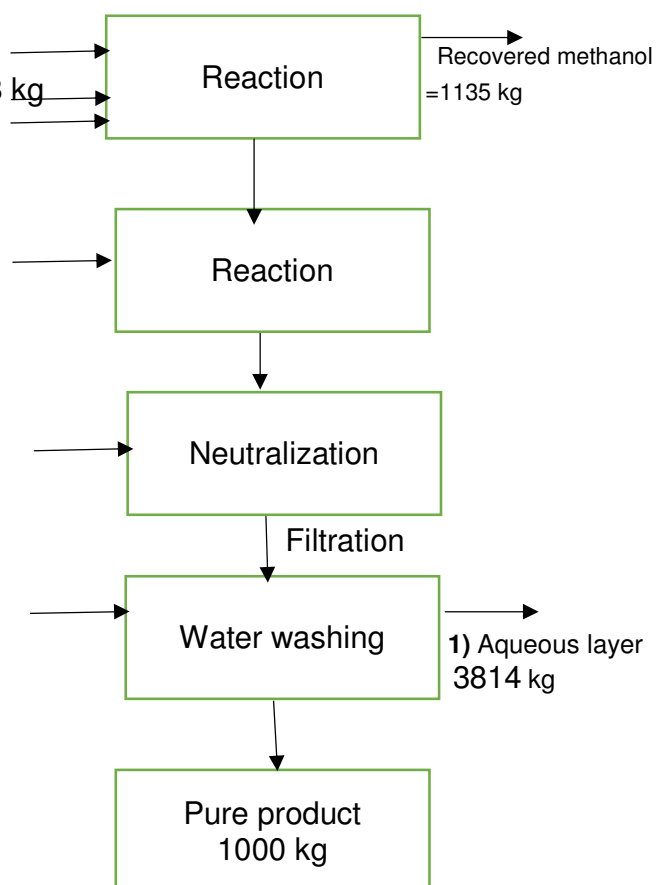 Reaction
Recovered methanol
=1135 kg
kg
Reaction
Neutralization
Filtration
Water washing
1) Aqueous layer
3814 kg
Pure product
1000 kg